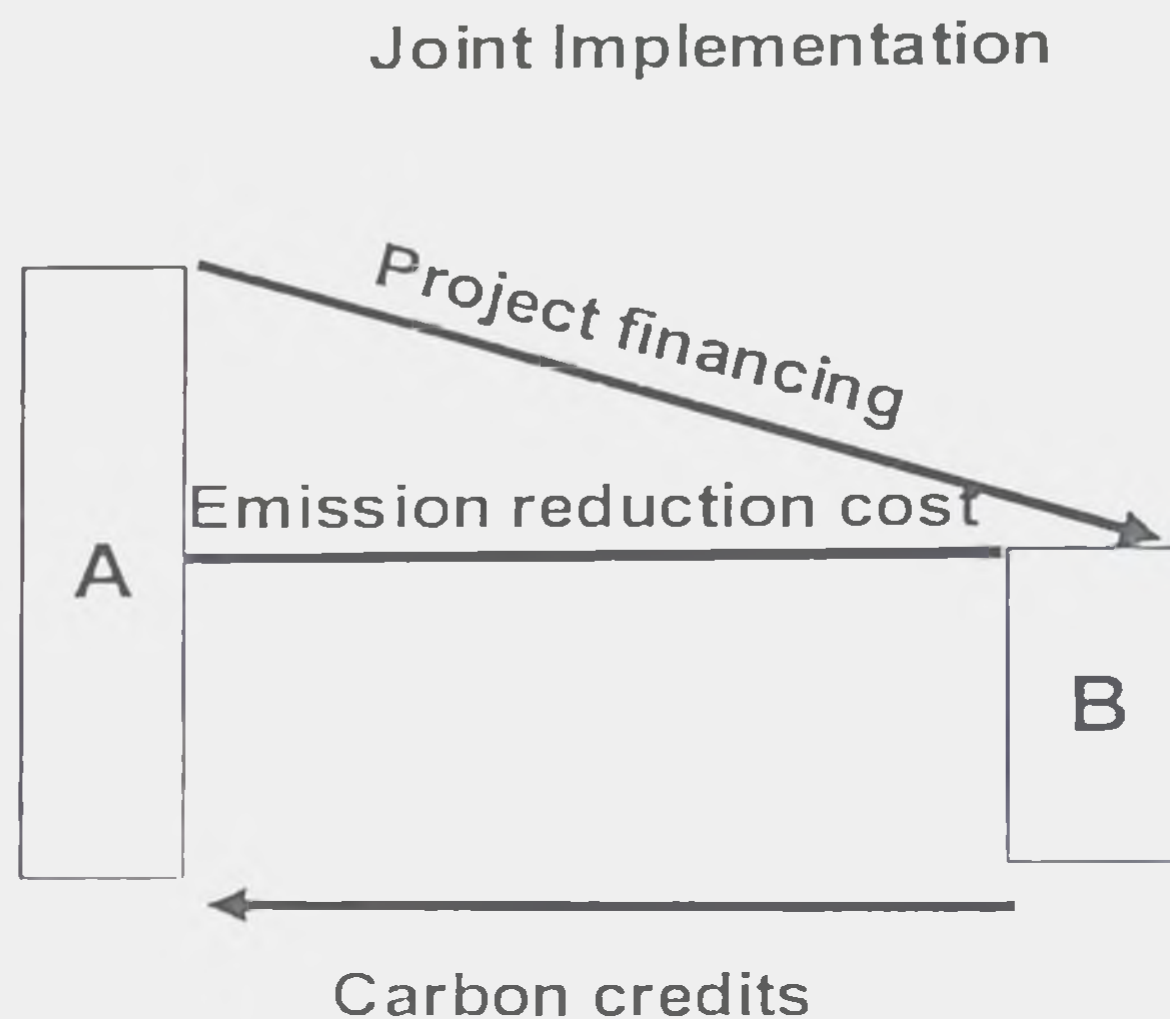 Joint Implementation
Project financing
Emission reduction cost
A
B
Carbon credits